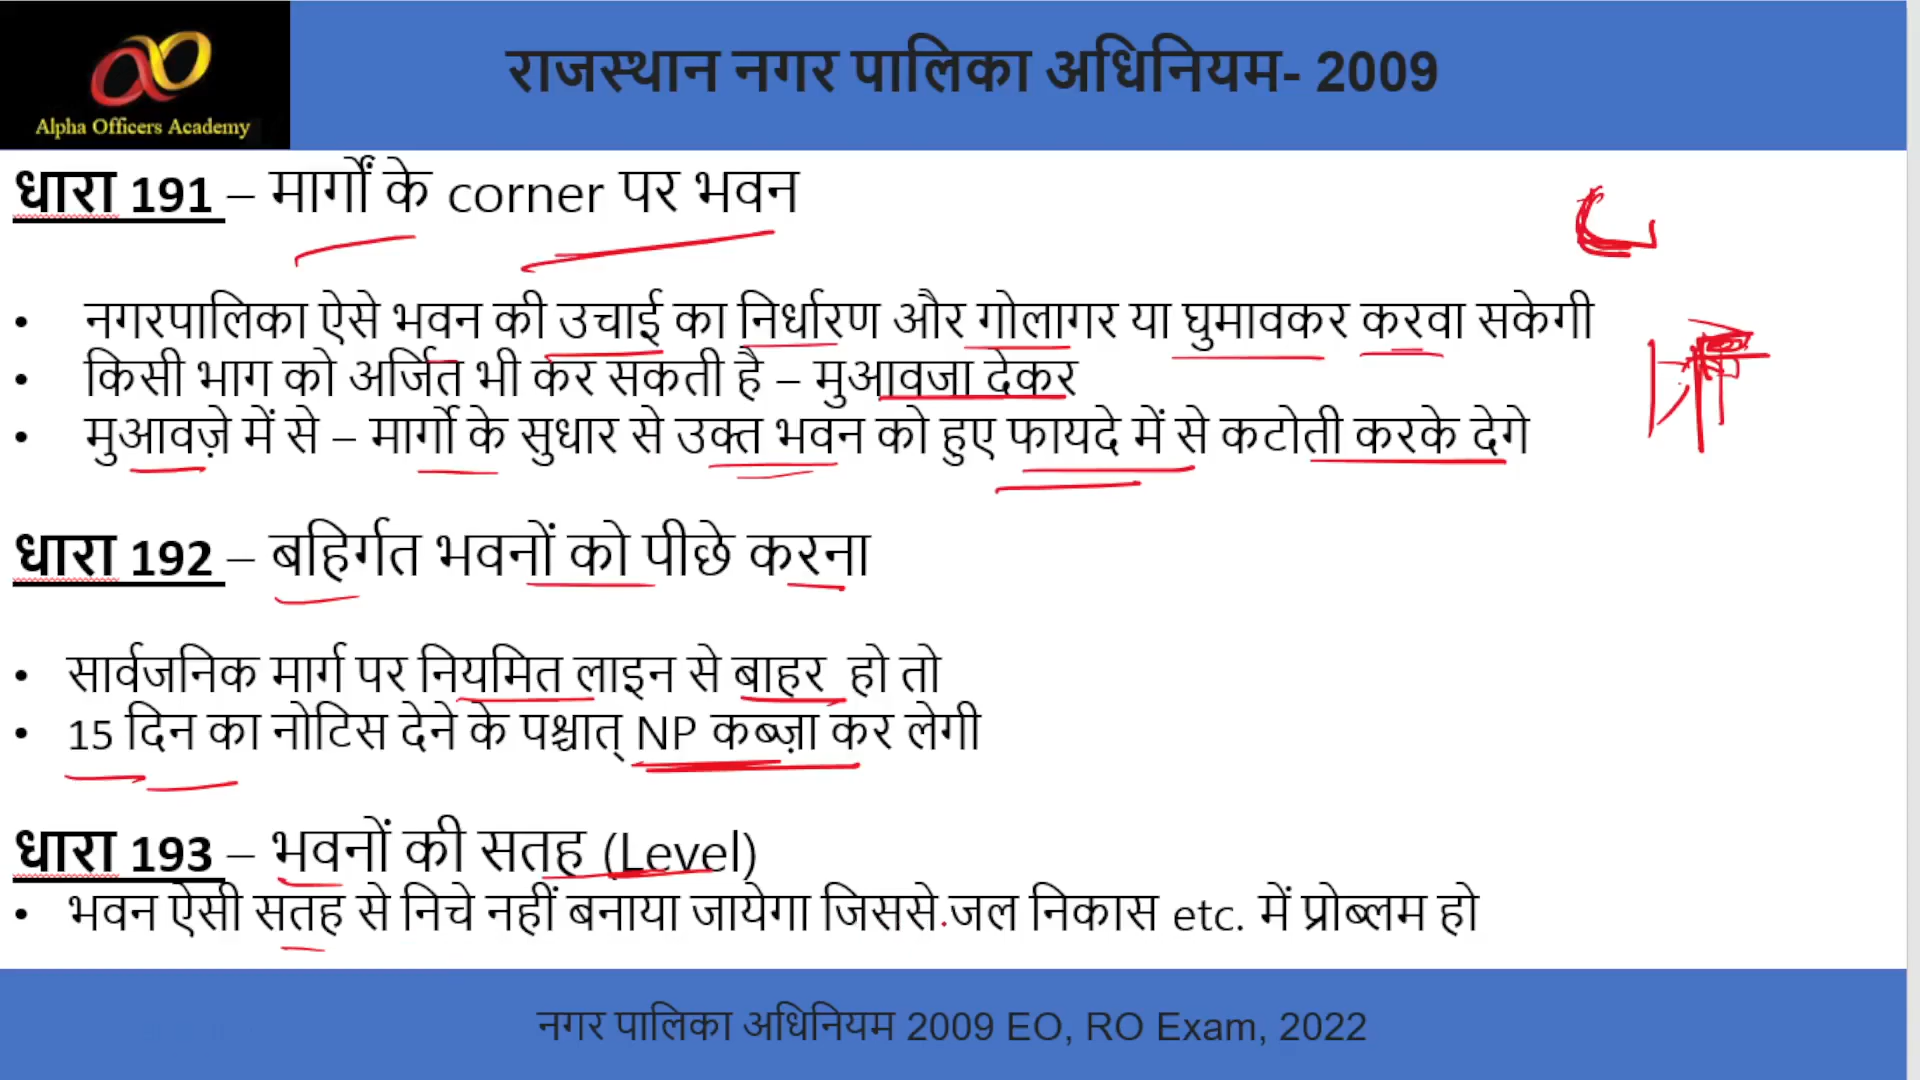 राजस्थान नगर पालिका अधिनियम- 2009
Alpha Officers Academy
धारा 191 – मार्गों के corner पर भवन
• नगरपालिका ऐसे भवन की उचाई का निर्धारण और गोलागर या घुमावकर करवा सकेगी
• किसी भाग को अर्जित भी कर सकती है – मुआवजा देकर
• मुआवज़े में से – मार्गो के सुधार से उक्त भवन को हुए फायदे में से कटोती करके देगे
धारा 192 – बहिर्गत भवनों को पीछे करना
• सार्वजनिक मार्ग पर नियमित लाइन से बाहर हो तो
• 15 दिन का नोटिस देने के पश्चात् NP कब्ज़ा कर लेगी
धारा 193 – भवनों की सतह (Level)
• भवन ऐसी सतह से निचे नहीं बनाया जायेगा जिससे जल निकास etc. में प्रोब्लम हो
नगर पालिका अधिनियम 2009 EO, RO Exam, 2022